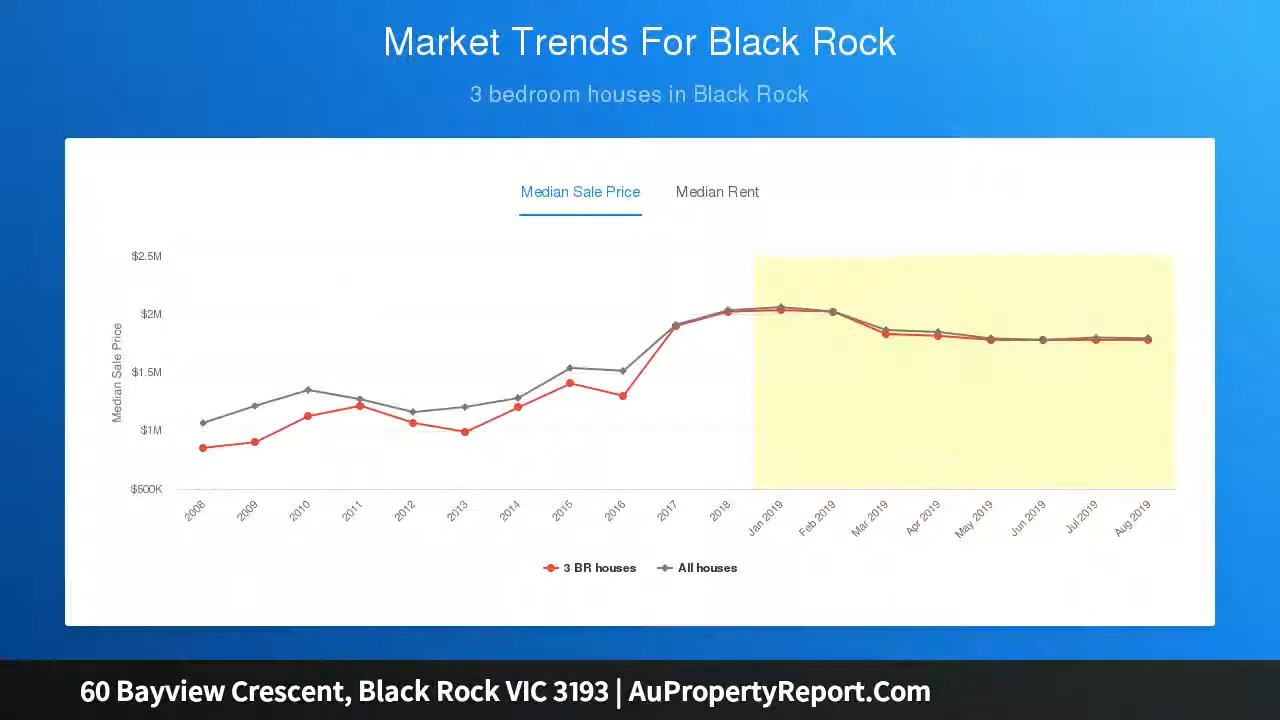 Market Trends For Black Rock
3 bedroom houses in Black Rock
Median Sale Price Median Rent
$2.5M
$2M
$1.5M
$1M
$500K
Median Sale Price
2008 2009 2010 2011 2012 2013 2014 2015 2016 2017 2018 Jan 2019 Feb 2019 Mar 2019 Apr 2019 May 2019 Jun 2019 Jul 2019 Aug 2019
3 BR houses All houses
60 Bayview Crescent, Black Rock VIC 3193 | AuPropertyReport.Com